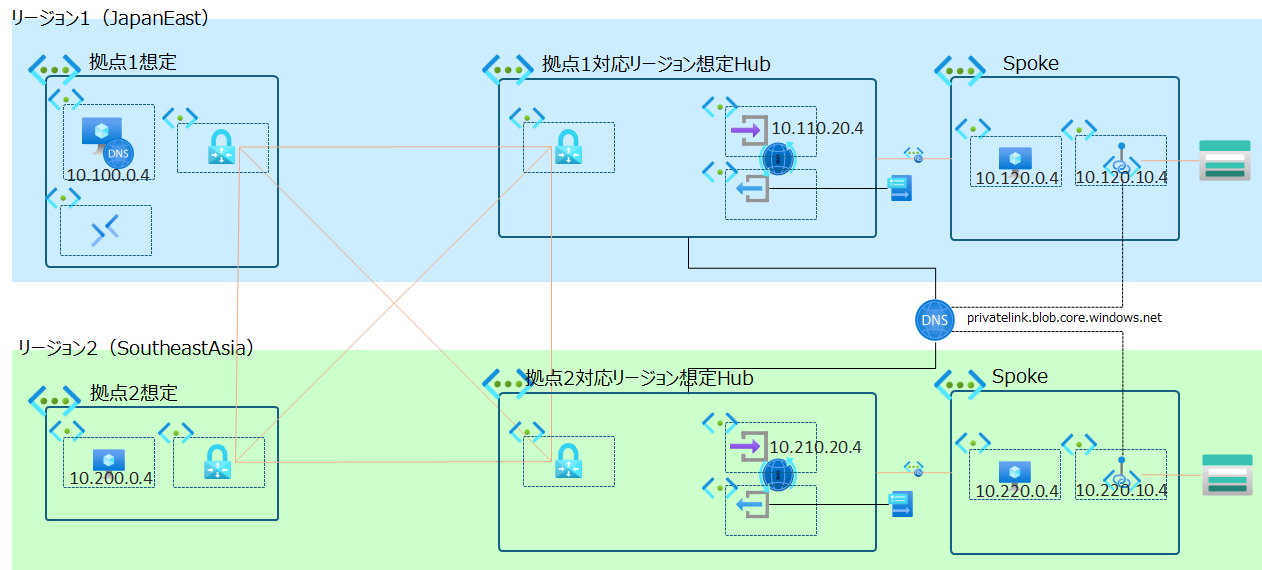 リージョン1（JapanEast）
拠点1想定
拠点1対応リージョン想定Hub
Spoke
DNS
10.100.0.4
10.110.20.4
10.120.0.4
10.120.10.4
DNS
privatelink.blob.core.windows.net
リージョン2（SoutheastAsia）
拠点2想定
拠点2対応リージョン想定Hub
Spoke
10.200.0.4
10.210.20.4
10.220.0.4
10.220.10.4